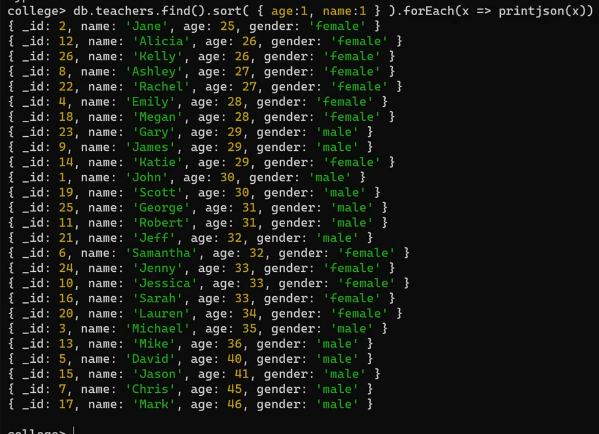 college> db.teachers.find().sort( { age:1, name:1 } ).forEach(x => printjson(x))
{ _id: 2, name: 'Jane', age: 25, gender: 'female' }
{ _id: 12, name: 'Alicia', age: 26, gender: 'female' }
{ _id: 26, name: 'Kelly', age: 26, gender: 'female' }
{ _id: 8, name: 'Ashley', age: 27, gender: 'female' }
{ _id: 22, name: 'Rachel', age: 27, gender: 'female' }
{ _id: 4, name: 'Emily', age: 28, gender: 'female' }
{ _id: 18, name: 'Megan', age: 28, gender: 'female' }
{ _id: 23, name: 'Gary', age: 29, gender: 'male' }
{ _id: 9, name: 'James', age: 29, gender: 'male' }
{ _id: 14, name: 'Katie', age: 29, gender: 'female' }
{ _id: 1, name: 'John', age: 30, gender: 'male' }
{ _id: 19, name: 'Scott', age: 30, gender: 'male' }
{ _id: 25, name: 'George', age: 31, gender: 'male' }
{ _id: 11, name: 'Robert', age: 31, gender: 'male' }
{ _id: 21, name: 'Jeff', age: 32, gender: 'male' }
{ _id: 6, name: 'Samantha', age: 32, gender: 'female' }
{ _id: 24, name: 'Jenny', age: 33, gender: 'female' }
{ _id: 10, name: 'Jessica', age: 33, gender: 'female' }
{ _id: 16, name: 'Sarah', age: 33, gender: 'female' }
{ _id: 20, name: 'Lauren', age: 34, gender: 'female' }
{ _id: 3, name: 'Michael', age: 35, gender: 'male' }
{ _id: 13, name: 'Mike', age: 36, gender: 'male' }
{ _id: 5, name: 'David', age: 40, gender: 'male' }
{ _id: 15, name: 'Jason', age: 41, gender: 'male' }
{ _id: 7, name: 'Chris', age: 45, gender: 'male' }
{ _id: 17, name: 'Mark', age: 46, gender: 'male' }
college>